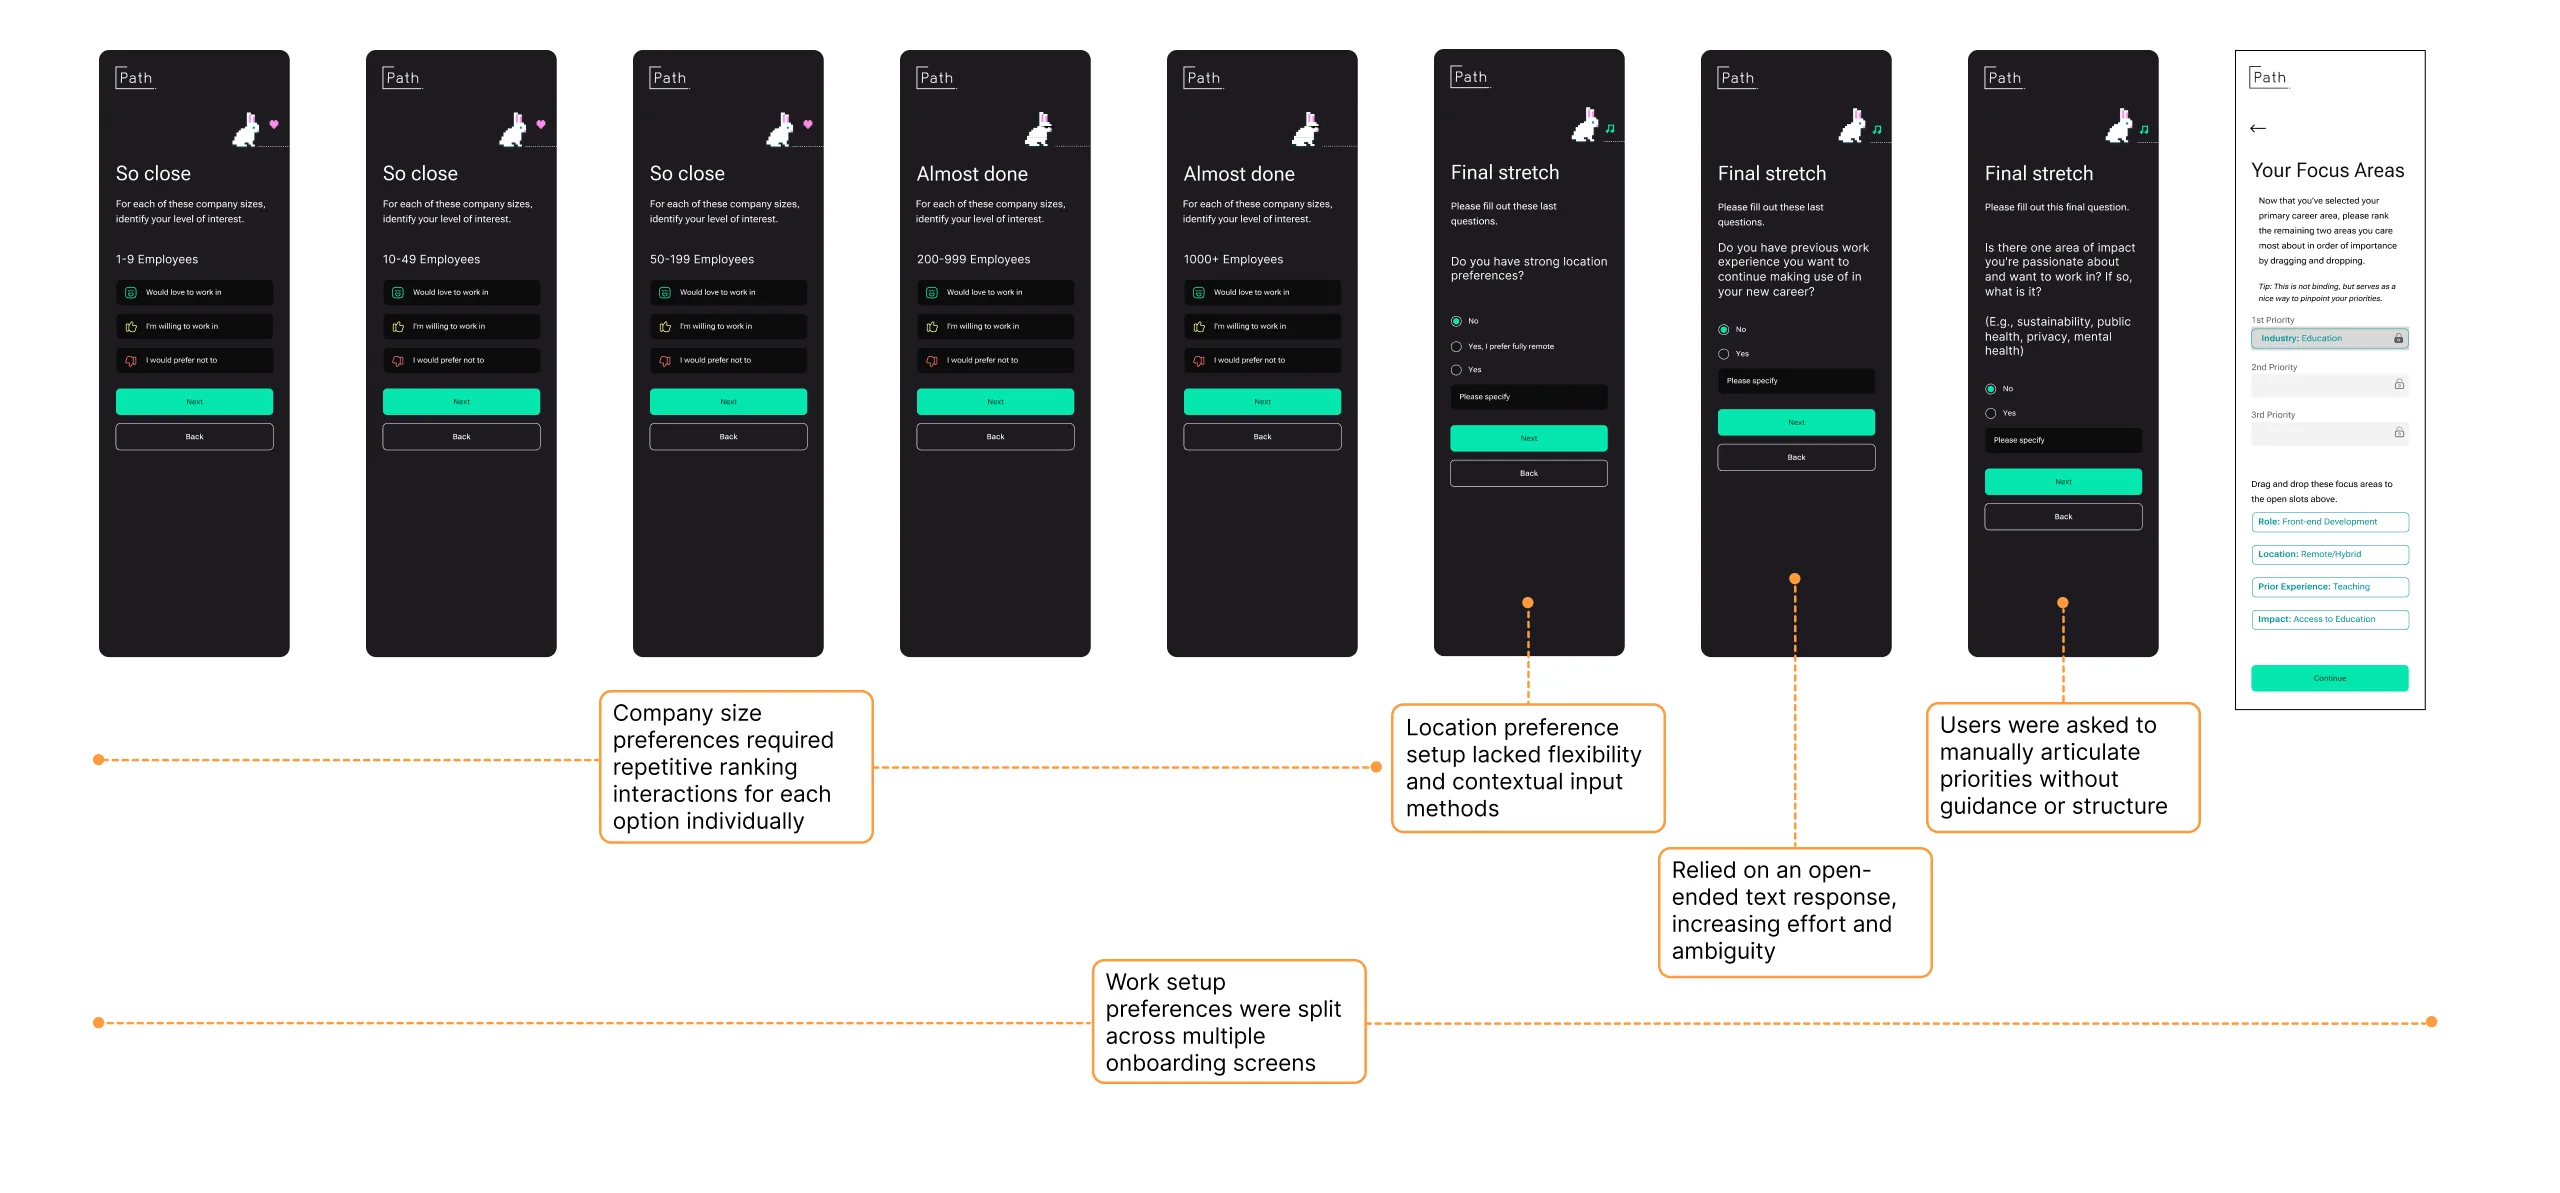 Path
So close
For each of these company sizes,
identify your level of interest.
1-9 Employees
Would love to work in
I'm willing to work in
I would prefer not to
Next
Back
Path
So close
For each of these company sizes,
identify your level of interest.
10-49 Employees
Would love to work in
I'm willing to work in
I would prefer not to
Next
Back
Path
So close
For each of these company sizes,
identify your level of interest.
50-199 Employees
Would love to work in
I'm willing to work in
I would prefer not to
Next
Back
Path
Almost done
For each of these company sizes,
identify your level of interest.
200-999 Employees
Would love to work in
I'm willing to work in
I would prefer not to
Next
Back
Path
Almost done
For each of these company sizes,
identify your level of interest.
1000+ Employees
Would love to work in
I'm willing to work in
I would prefer not to
Next
Back
Path
Final stretch
Please fill out these last
questions.
Do you have strong location
preferences?
No
Yes, I prefer fully remote
Yes
Please specify
Next
Back
Path
Final stretch
Please fill out these last
questions.
Do you have previous work
experience you want to
continue making use of in
your new career?
No
Yes
Please specify
Next
Back
Path
Final stretch
Please fill out this final question.
Is there one area of impact
you're passionate about
and want to work in? If so,
what is it?
(E.g., sustainability, public
health, privacy, mental
health)
No
Yes
Please specify
Next
Back
Path
Your Focus Areas
Now that you've selected your
primary career area, please rank
the remaining two areas you care
most about in order of importance
by dragging and dropping.
Tip: This is not binding, but serves as a
nice way to pinpoint your priorities.
1st Priority
Industry: Education
2nd Priority
3rd Priority
Drag and drop these focus areas to
the open slots above.
Role: Front-end Development
Location: Remote/Hybrid
Prior Experience: Teaching
Impact: Access to Education
Continue
Company size
preferences required
repetitive ranking
interactions for each
option individually
Location preference
setup lacked flexibility
and contextual input
methods
Users were asked to
manually articulate
priorities without
guidance or structure
Relied on an open-
ended text response,
increasing effort and
ambiguity
Work setup
preferences were split
across multiple
onboarding screens